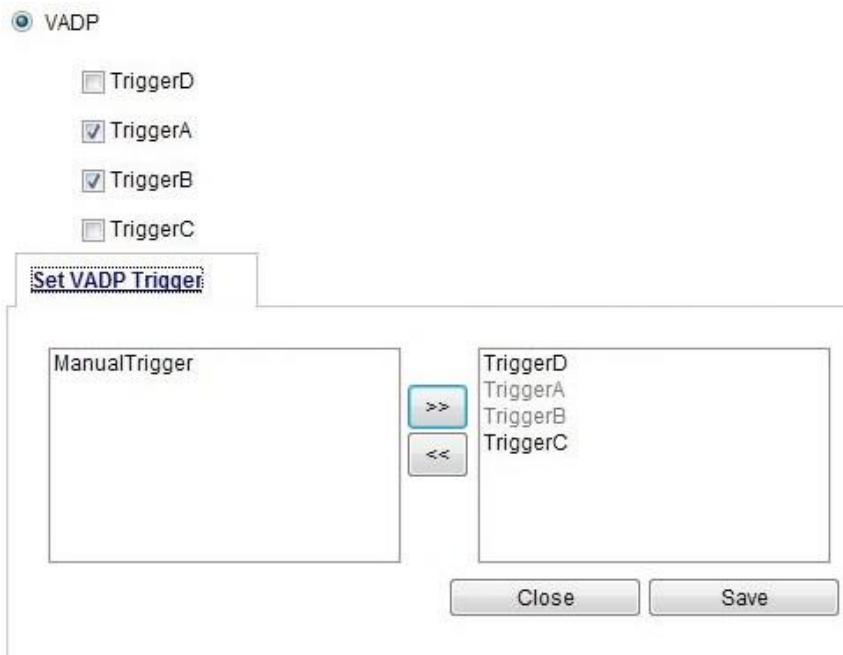 VADP
TriggerD
TriggerA
TriggerB
TriggerC
Set VADP Trigger
ManualTrigger
>>
<<
TriggerD
TriggerA
TriggerB
TriggerC
Close
Save